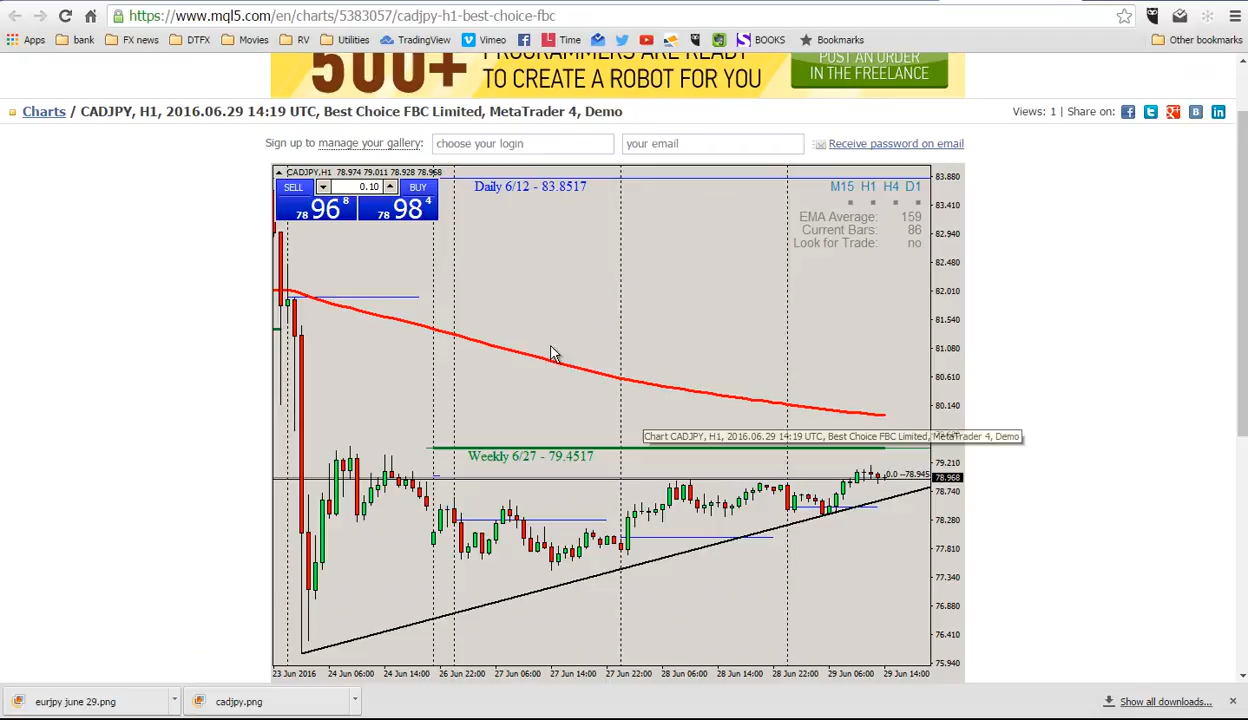 https://www.mql5.com/en/charts/5383057/cadjpy-h1-best-choice-fbc
Apps bank FX news DTFX Movies RV Utilities TradingView Vimeo Time BOOKS Bookmarks Other bookmarks
500+ PROGRAMMERS ARE READY
TO CREATE A ROBOT FOR YOU
POST AN ORDER
IN THE FREELANCE
Charts / CADJPY, H1, 2016.06.29 14:19 UTC, Best Choice FBC Limited, MetaTrader 4, Demo
Views: 1 | Share on:
Sign up to manage your gallery: choose your login your email Receive password on email
CADJPY,H1 78.974 79.011 78.928 78.968
SELL 0.10 BUY
78 96 8 78 98 4
Daily 6/12 - 83.8517
M15 H1 H4 D1
EMA Average: 159
Current Bars: 86
Look for Trade: no
83.880
83.410
82.940
82.480
82.010
81.540
81.080
80.610
80.140
Chart CADJPY, H1, 2016.06.29 14:19 UTC, Best Choice FBC Limited, MetaTrader 4, Demo
Weekly 6/27 - 79.4517
79.210
0.0 --78.945
78.968
78.740
78.280
77.810
77.340
76.880
76.410
75.940
23 Jun 2016 24 Jun 06:00 24 Jun 14:00 26 Jun 22:00 27 Jun 06:00 27 Jun 14:00 27 Jun 22:00 28 Jun 06:00 28 Jun 14:00 28 Jun 22:00 29 Jun 06:00 29 Jun 14:00
eurjpy june 29.png cadjpy.png Show all downloads...